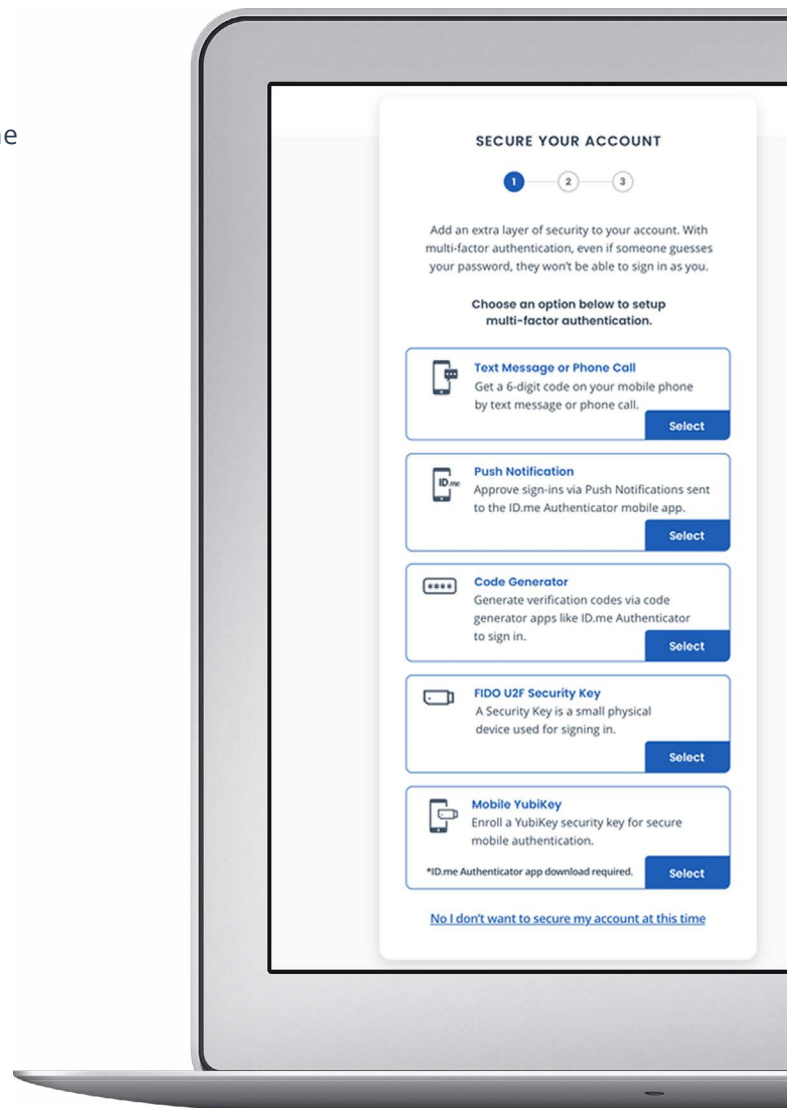 SECURE YOUR ACCOUNT
1 2 3
Add an extra layer of security to your account. With
multi-factor authentication, even if someone guesses
your password, they won't be able to sign in as you.
Choose an option below to setup
multi-factor authentication.
Text Message or Phone Call
Get a 6-digit code on your mobile phone
by text message or phone call.
Select
ID.me
Push Notification
Approve sign-ins via Push Notifications sent
to the ID.me Authenticator mobile app.
Select
****
Code Generator
Generate verification codes via code
generator apps like ID.me Authenticator
to sign in.
Select
FIDO U2F Security Key
A Security Key is a small physical
device used for signing in.
Select
Mobile YubiKey
Enroll a YubiKey security key for secure
mobile authentication.
*ID.me Authenticator app download required.
Select
No I don't want to secure my account at this time